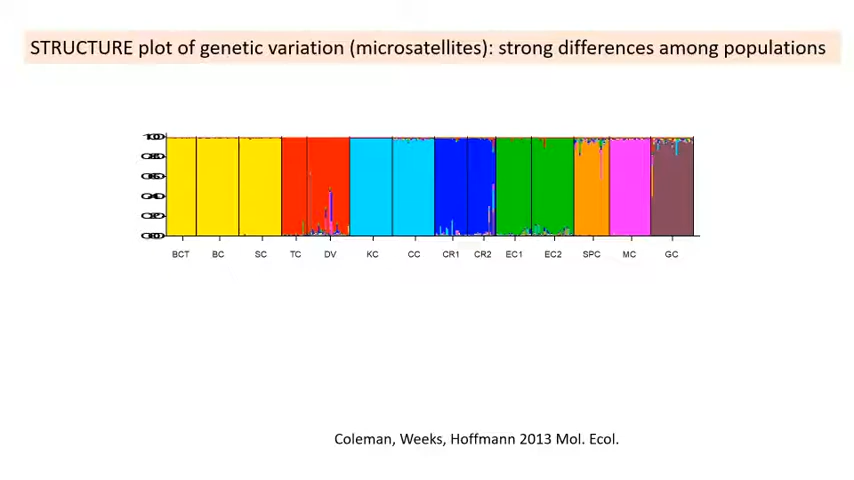 STRUCTURE plot of genetic variation (microsatellites): strong differences among populations
BCT BC SC TC DV KC CC CR1 CR2 EC1 EC2 SPC MC GC
Coleman, Weeks, Hoffmann 2013 Mol. Ecol.